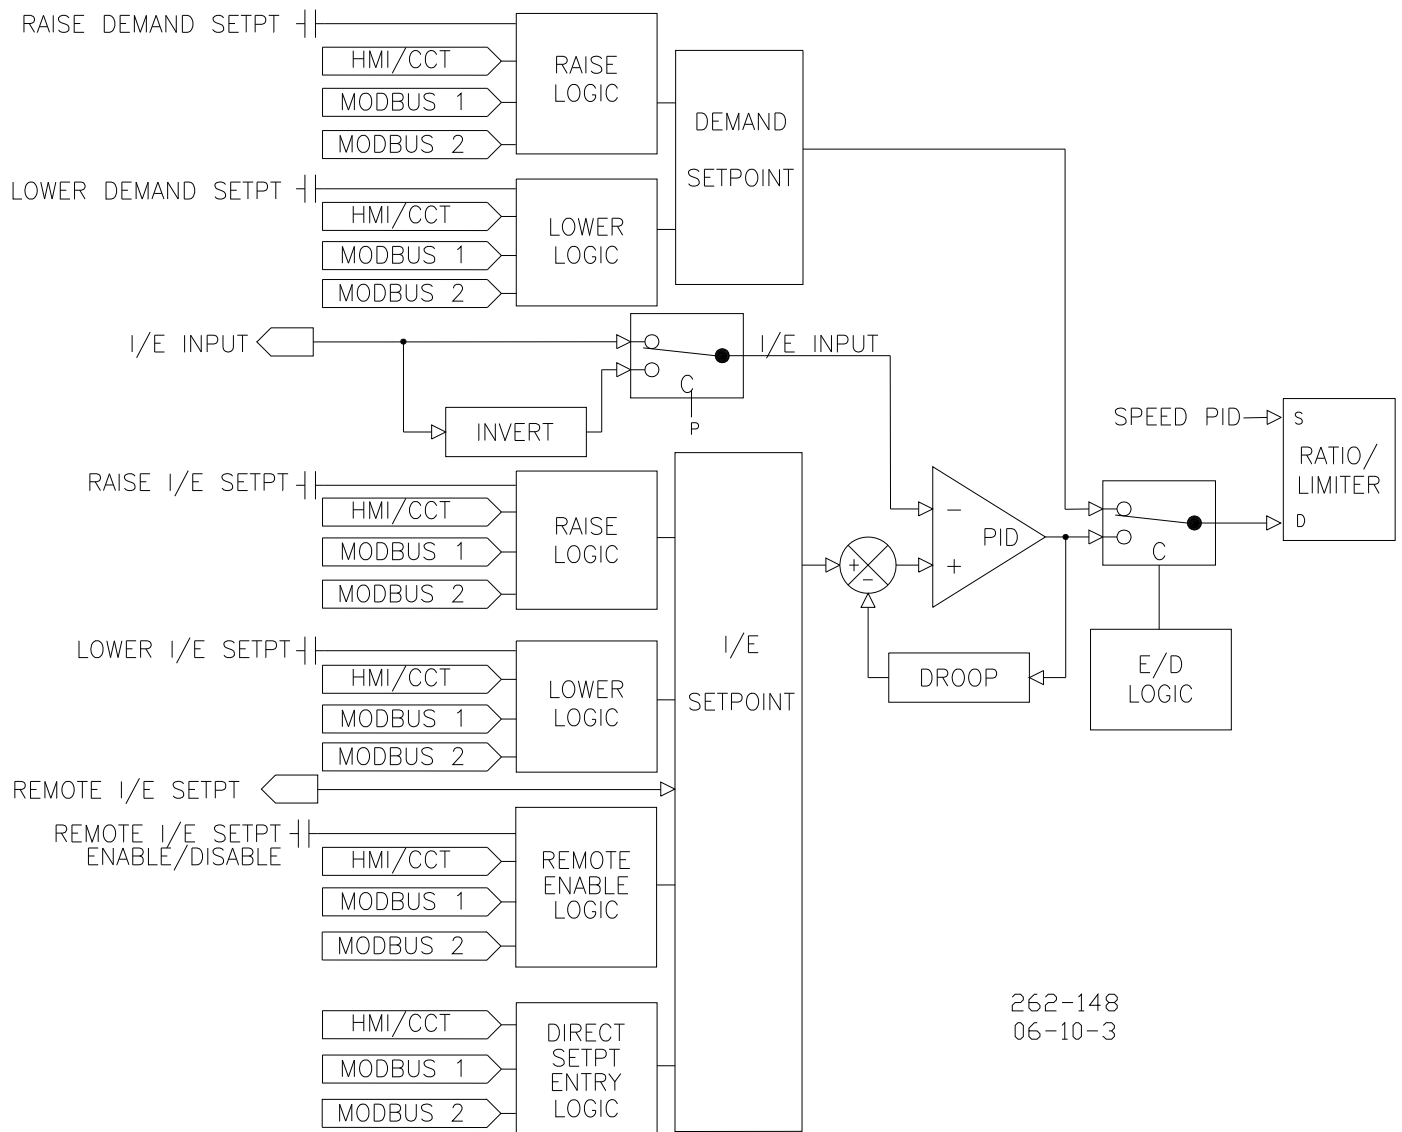 RAISE DEMAND SETPT
HMI/CCT
MODBUS 1
MODBUS 2
RAISE
LOGIC
DEMAND
SETPOINT
LOWER DEMAND SETPT
HMI/CCT
MODBUS 1
MODBUS 2
LOWER
LOGIC
I/E INPUT
INVERT
C
P
I/E INPUT
RAISE I/E SETPT
HMI/CCT
MODBUS 1
MODBUS 2
RAISE
LOGIC
LOWER I/E SETPT
HMI/CCT
MODBUS 1
MODBUS 2
LOWER
LOGIC
REMOTE I/E SETPT
REMOTE I/E SETPT
ENABLE/DISABLE
HMI/CCT
MODBUS 1
MODBUS 2
REMOTE
ENABLE
LOGIC
HMI/CCT
MODBUS 1
MODBUS 2
DIRECT
SETPT
ENTRY
LOGIC
I/E
SETPOINT
+
-
-
+
PID
DROOP
C
E/D
LOGIC
SPEED PID
S
RATIO/
LIMITER
D
262-148
06-10-3